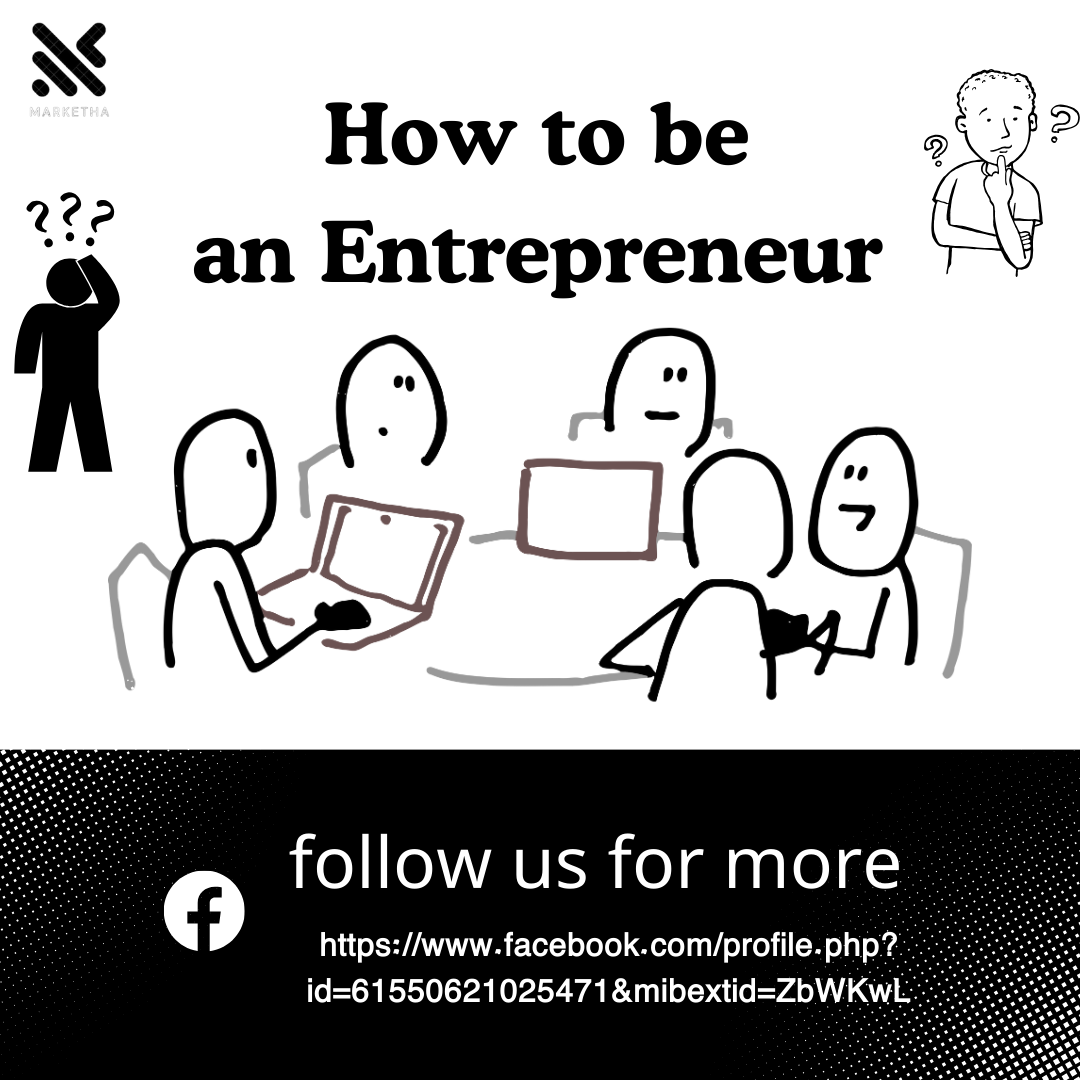 MARKETHA
How to be
an Entrepreneur
? ? ?
? ?
follow us for more
https://www.facebook.com/profile.php?
id=61550621025471&mibextid=ZbWKwL